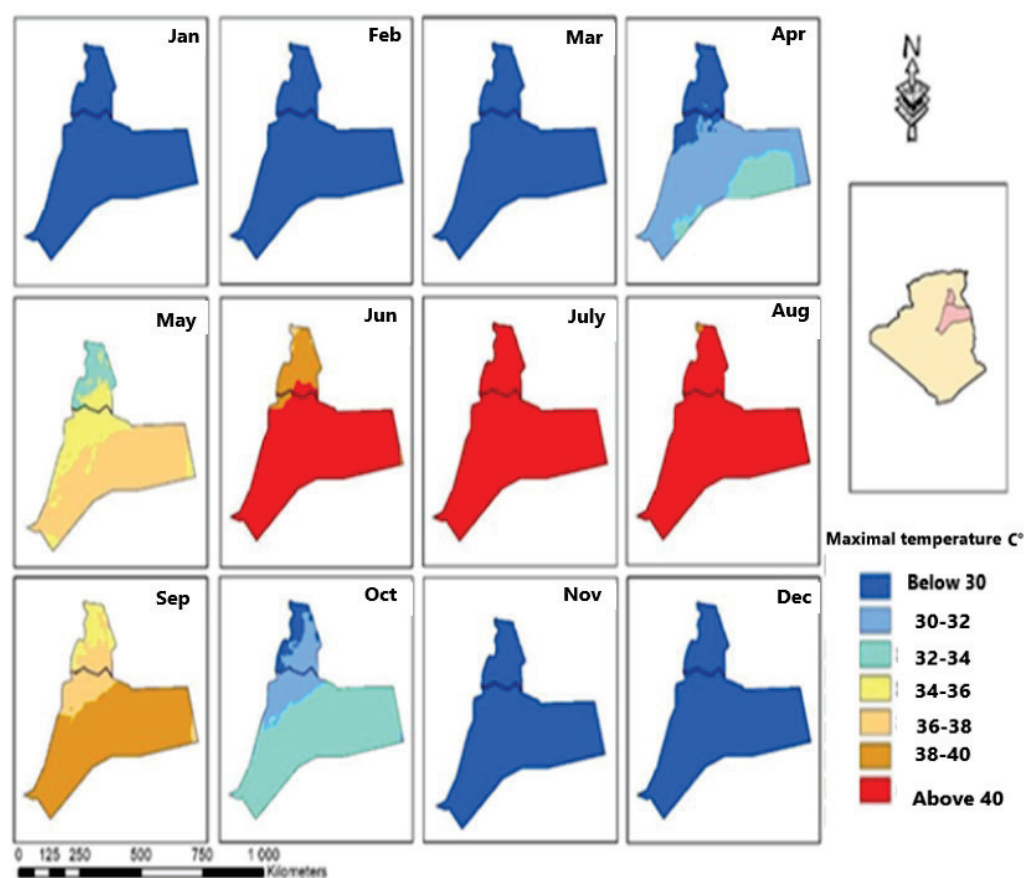 Jan
Feb
Mar
Apr
N
May
Jun
July
Aug
Sep
Oct
Nov
Dec
Maximal temperature C°
Below 30
30-32
32-34
34-36
36-38
38-40
Above 40
0 125 250 500 750 1 000
Kilometers